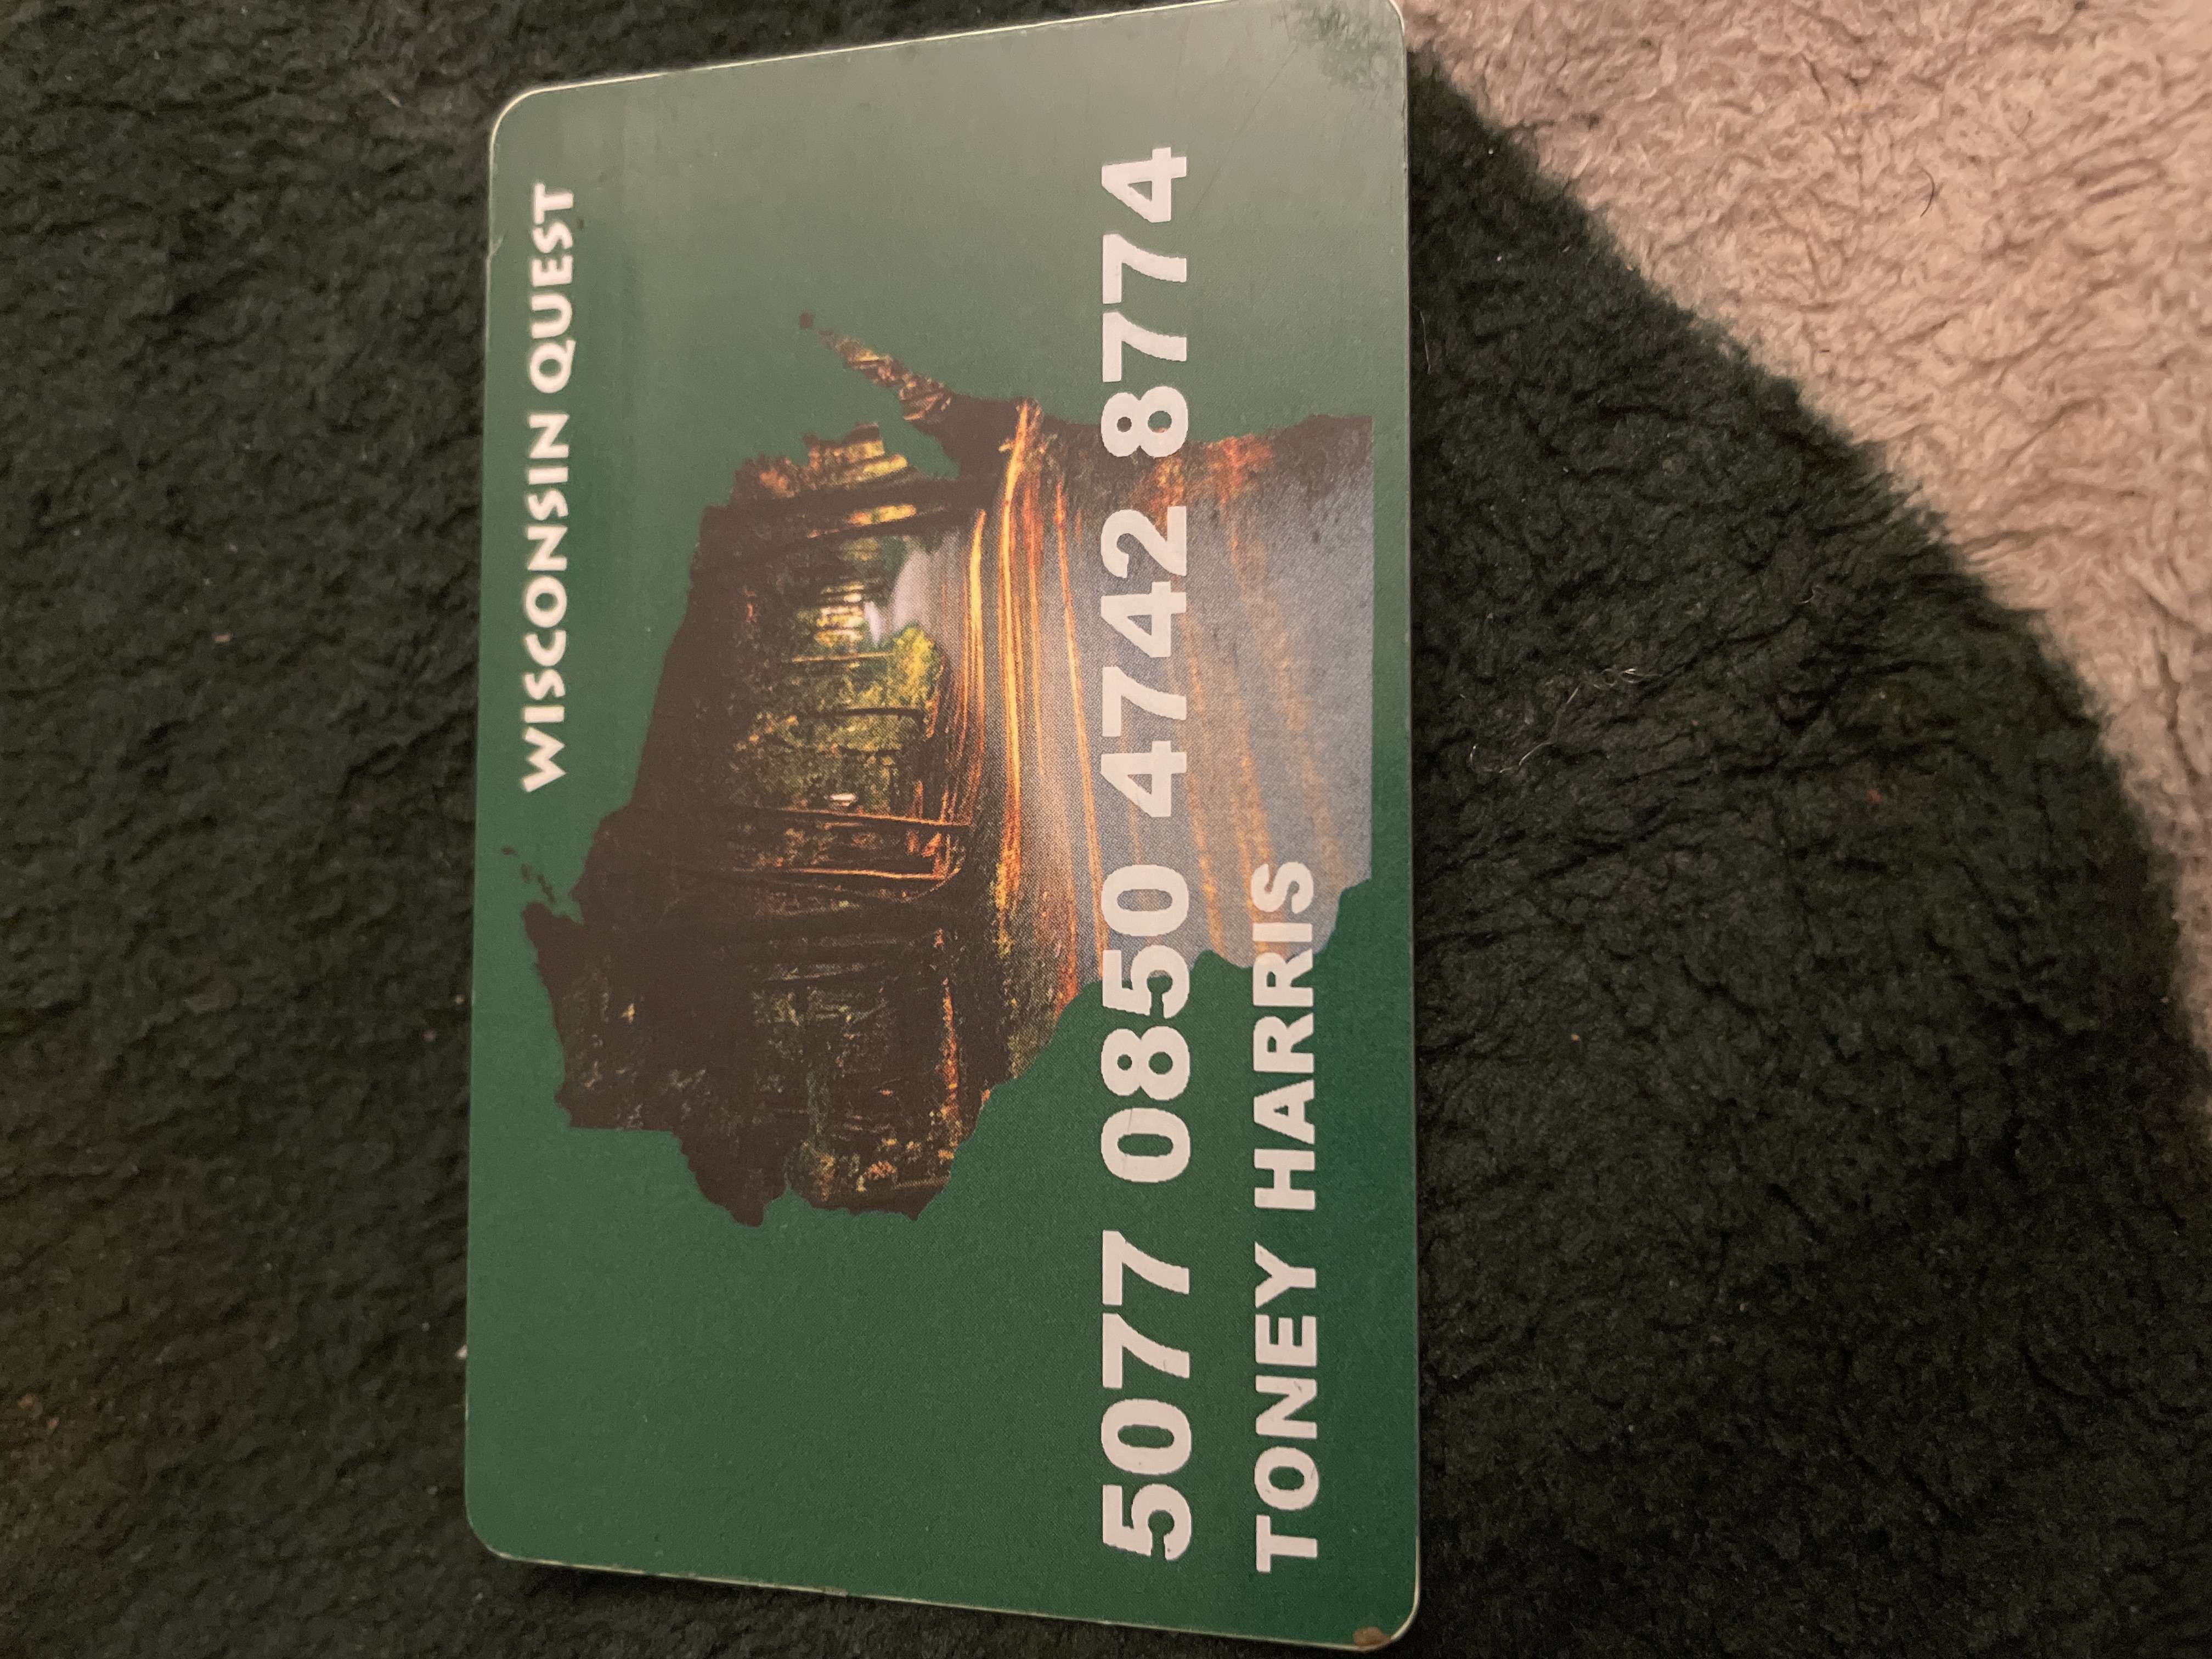 WISCONSIN QUEST
5077 0850 4742 8774
TONEY HARRIS